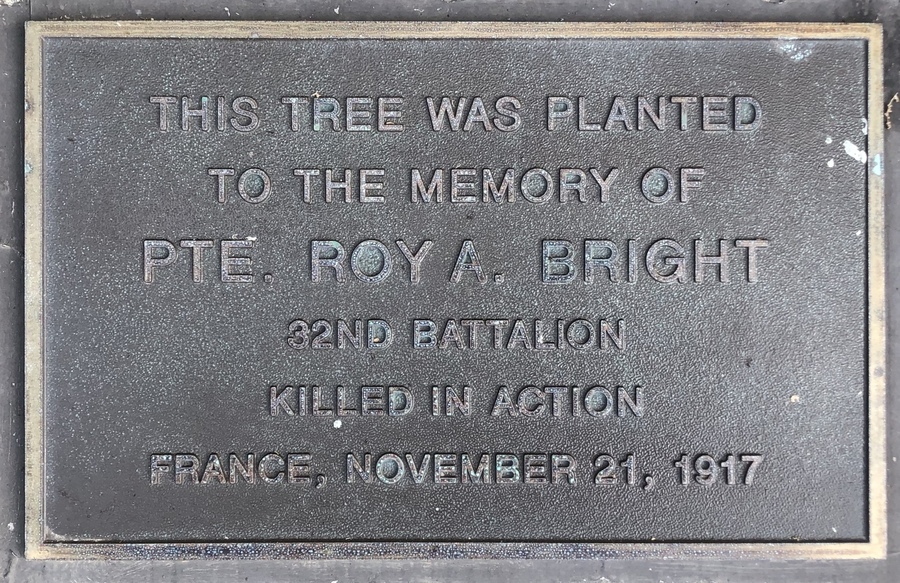 THIS TREE WAS PLANTED
TO THE MEMORY OF
PTE. ROY A. BRIGHT
32ND BATTALION
KILLED IN ACTION
FRANCE, NOVEMBER 21, 1917